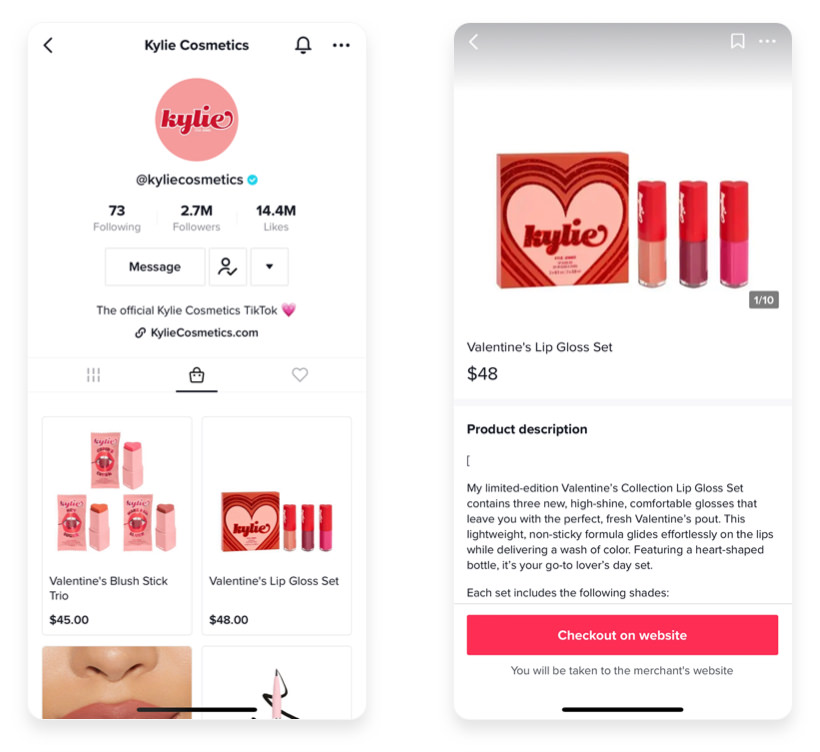 Kylie Cosmetics
kylie
@kyliecosmetics
73
2.7M
14.4M
Following
Followers
Likes
Message
The official Kylie Cosmetics TikTok 💗
KylieCosmetics.com
kylie
kylie
kylie
kylie
Valentine's Blush Stick
Trio
$45.00
Valentine's Lip Gloss Set
$48.00
kylie
kylie
kylie
kylie
1/10
Valentine's Lip Gloss Set
$48
Product description
[
My limited-edition Valentine's Collection Lip Gloss Set
contains three new, high-shine, comfortable glosses that
leave you with the perfect, fresh Valentine's pout. This
lightweight, non-sticky formula glides effortlessly on the lips
while delivering a wash of color. Featuring a heart-shaped
bottle, it's your go-to lover's day set.
Each set includes the following shades:
Checkout on website
You will be taken to the merchant's website